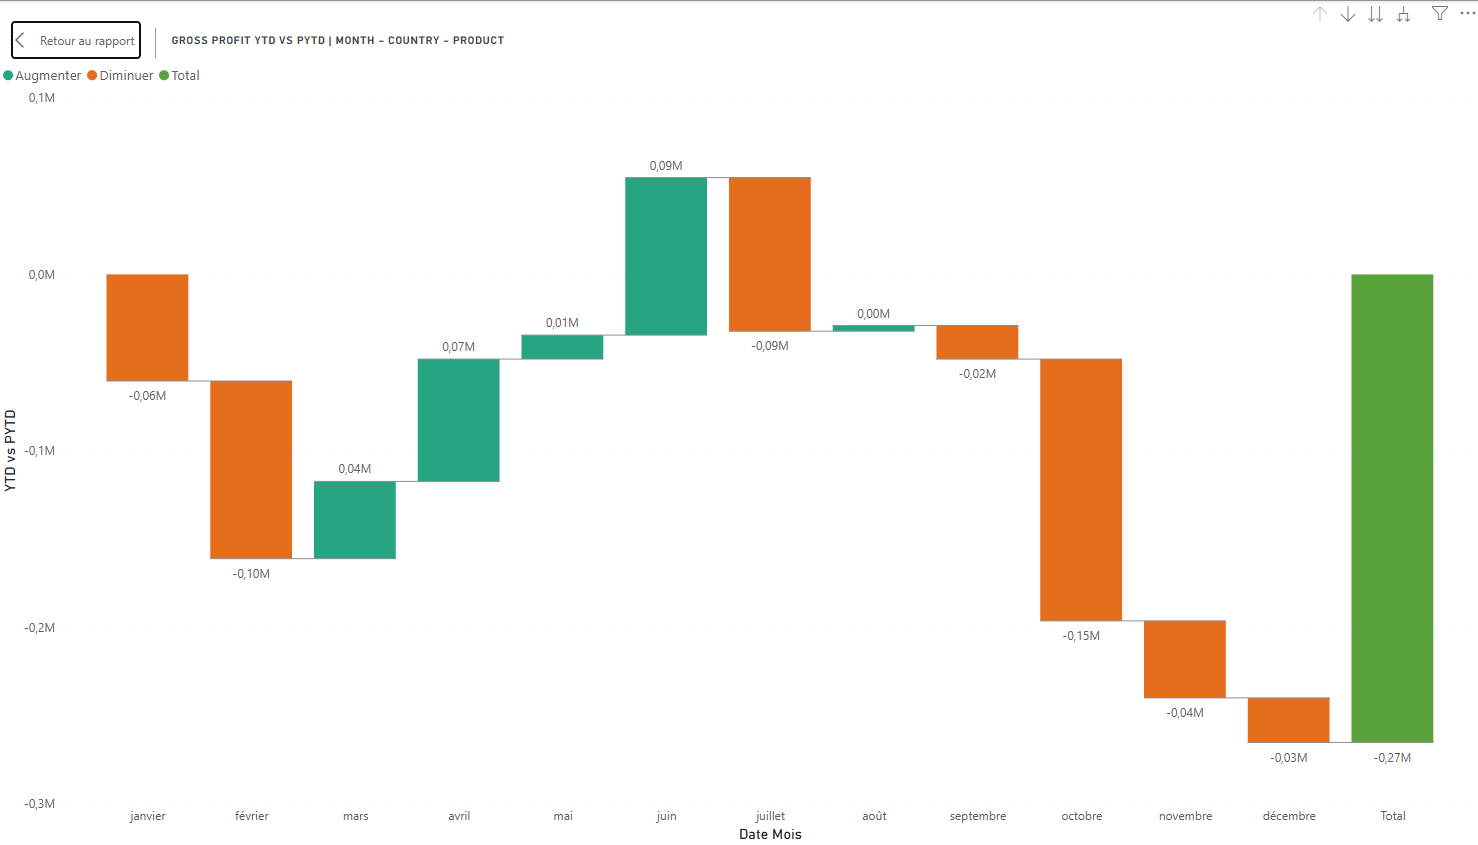 Retour au rapport
GROSS PROFIT YTD VS PYTD | MONTH – COUNTRY – PRODUCT
Augmenter Diminuer Total
0,1M
0,09M
0,0M
0,00M
0,01M
0,07M
-0,09M
-0,02M
-0,06M
YTD vs PYTD
-0,1M
0,04M
-0,10M
-0,2M
-0,15M
-0,04M
-0,03M
-0,27M
-0,3M
janvier février mars avril mai juin juillet août septembre octobre novembre décembre Total
Date Mois